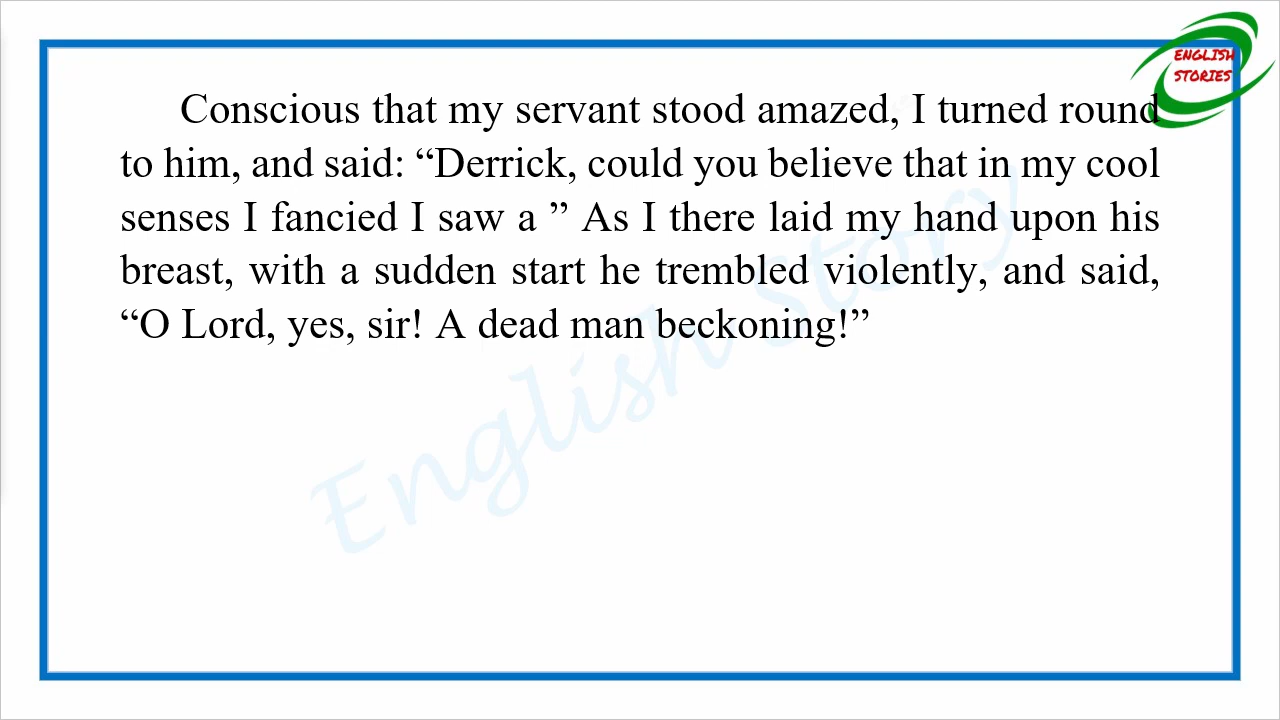 ENGLISH
STORIES
Conscious that my servant stood amazed, I turned round
to him, and said: “Derrick, could you believe that in my cool
senses I fancied I saw a ” As I there laid my hand upon his
breast, with a sudden start he trembled violently, and said,
“O Lord, yes, sir! A dead man beckoning!”
English Story